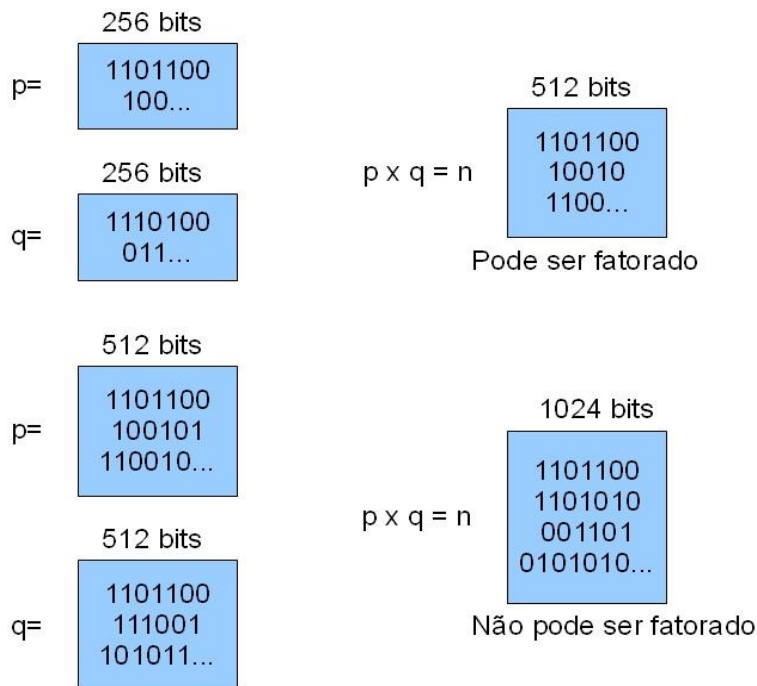 256 bits
p=
1101100
100...
256 bits
q=
1110100
011...
p x q = n
512 bits
1101100
10010
1100...
Pode ser fatorado
512 bits
p=
1101100
100101
110010...
512 bits
q=
1101100
111001
101011...
p x q = n
1024 bits
1101100
1101010
001101
0101010...
Não pode ser fatorado